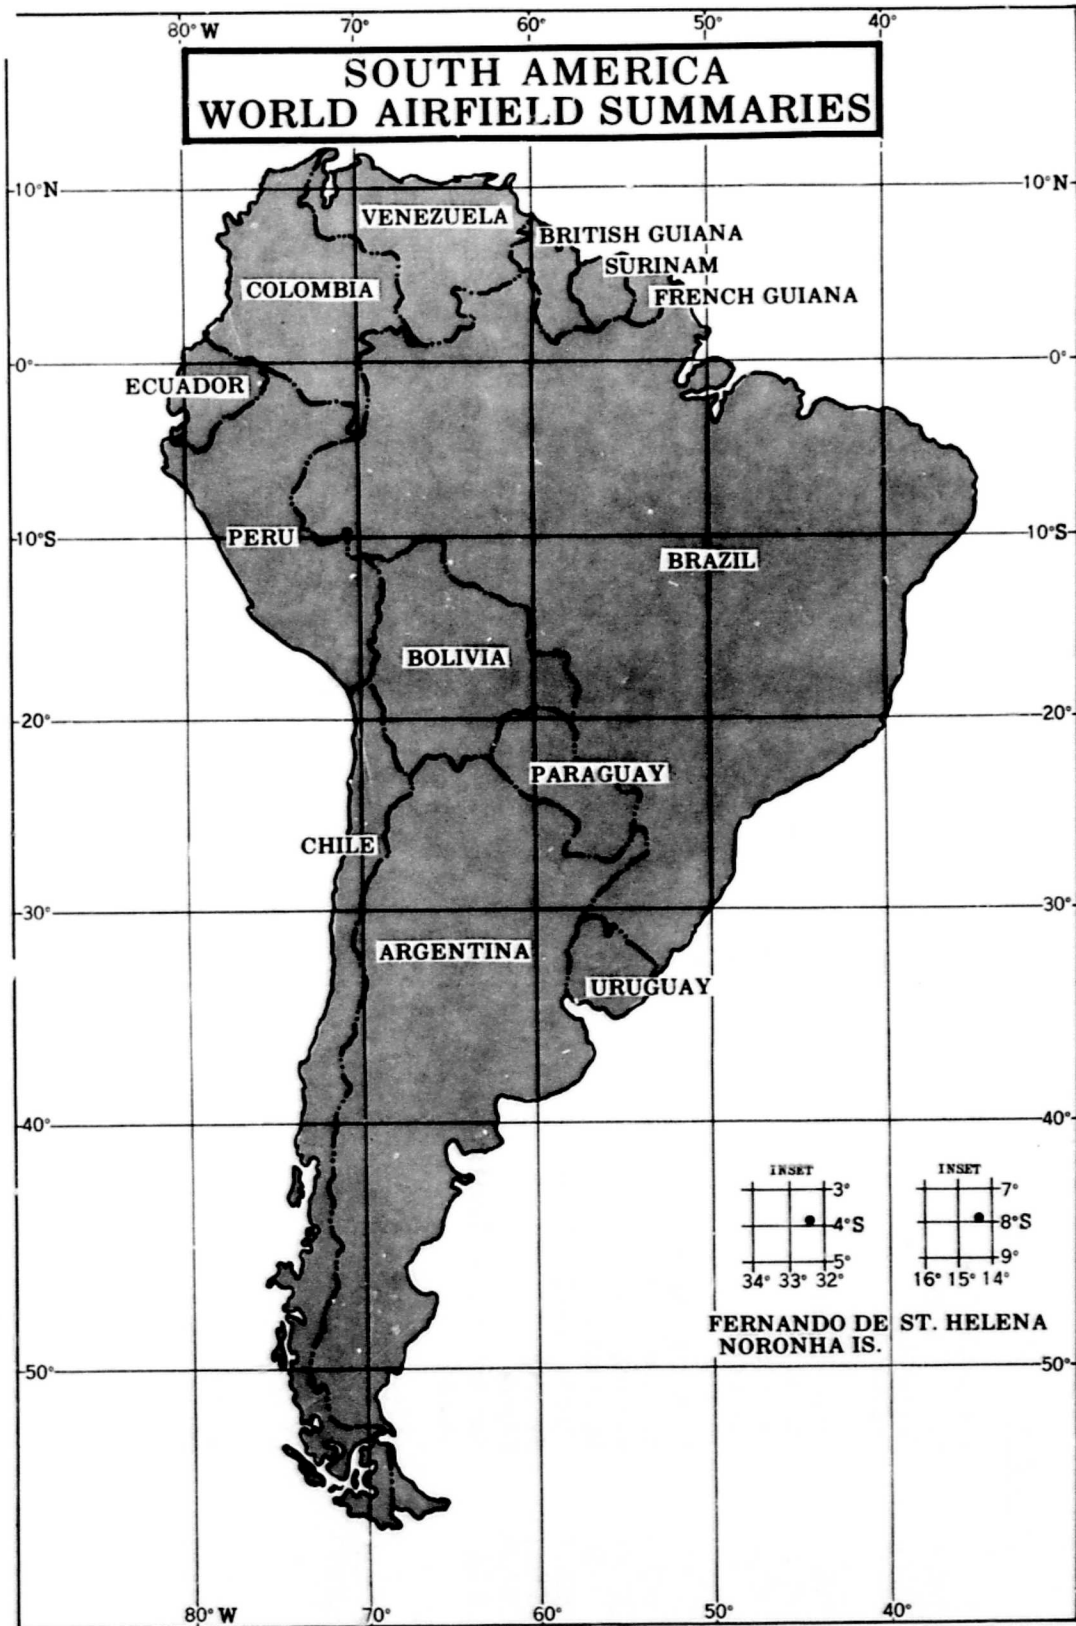 80° W 70° 60° 50° 40°
SOUTH AMERICA
WORLD AIRFIELD SUMMARIES
10°N 10°N
VENEZUELA
BRITISH GUIANA
SURINAM
COLOMBIA
FRENCH GUIANA
0° 0°
ECUADOR
PERU
10°S 10°S
BRAZIL
BOLIVIA
20° 20°
PARAGUAY
CHILE
30° 30°
ARGENTINA
URUGUAY
40° 40°
INSET
3°
4°S
5°
34° 33° 32°
FERNANDO DE
NORONHA IS.
INSET
7°
8°S
9°
16° 15° 14°
ST. HELENA
50° 50°
80° W 70° 60° 50° 40°